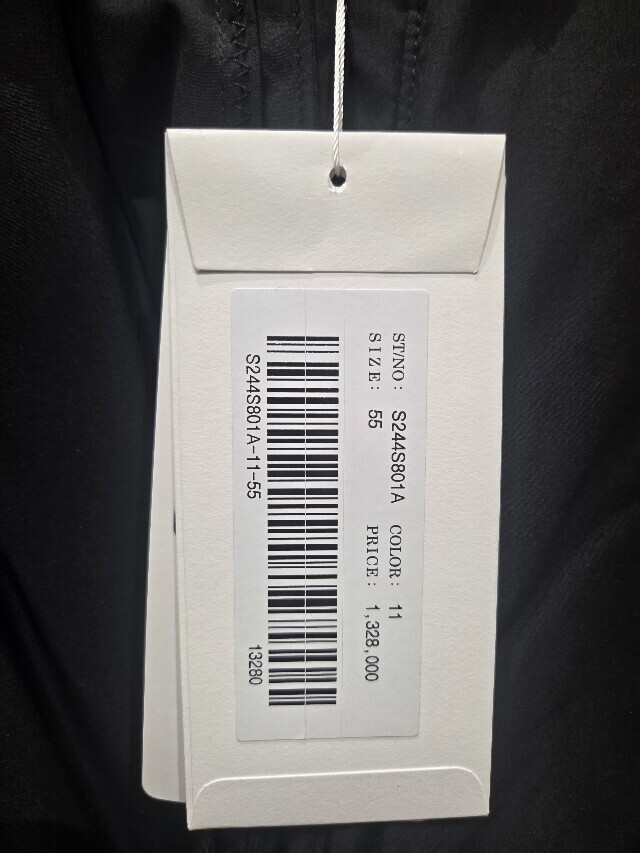 ST/NO: S244S801A COLOR: 11
SIZE: 55 PRICE: 1,328,000
S244S801A-11-55 13280